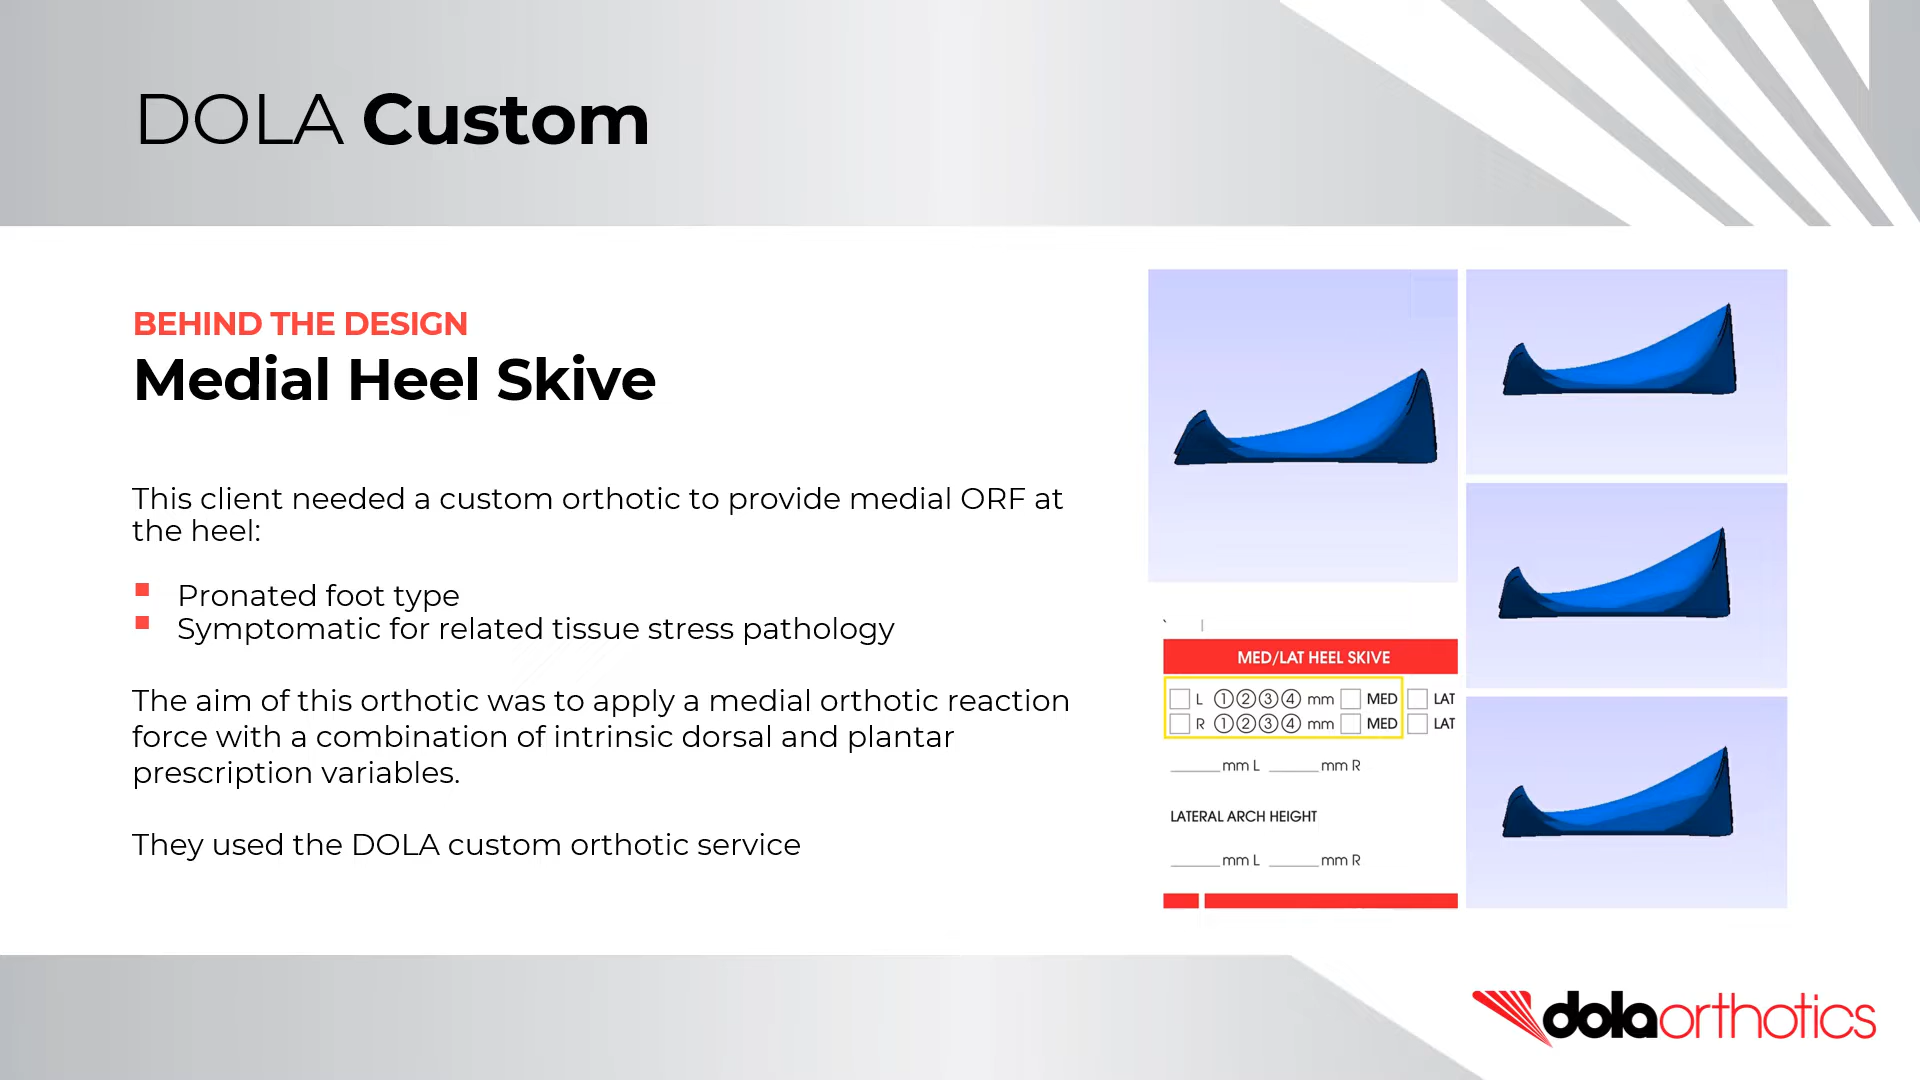 DOLA Custom
BEHIND THE DESIGN
Medial Heel Skive
This client needed a custom orthotic to provide medial ORF at
the heel:
Pronated foot type
Symptomatic for related tissue stress pathology
The aim of this orthotic was to apply a medial orthotic reaction
force with a combination of intrinsic dorsal and plantar
prescription variables.
They used the DOLA custom orthotic service
MED/LAT HEEL SKIVE
L ①②③④ mm MED LAT
R ①②③④ mm MED LAT
______ mm L ______ mm R
LATERAL ARCH HEIGHT
______ mm L ______ mm R
dolaorthotics